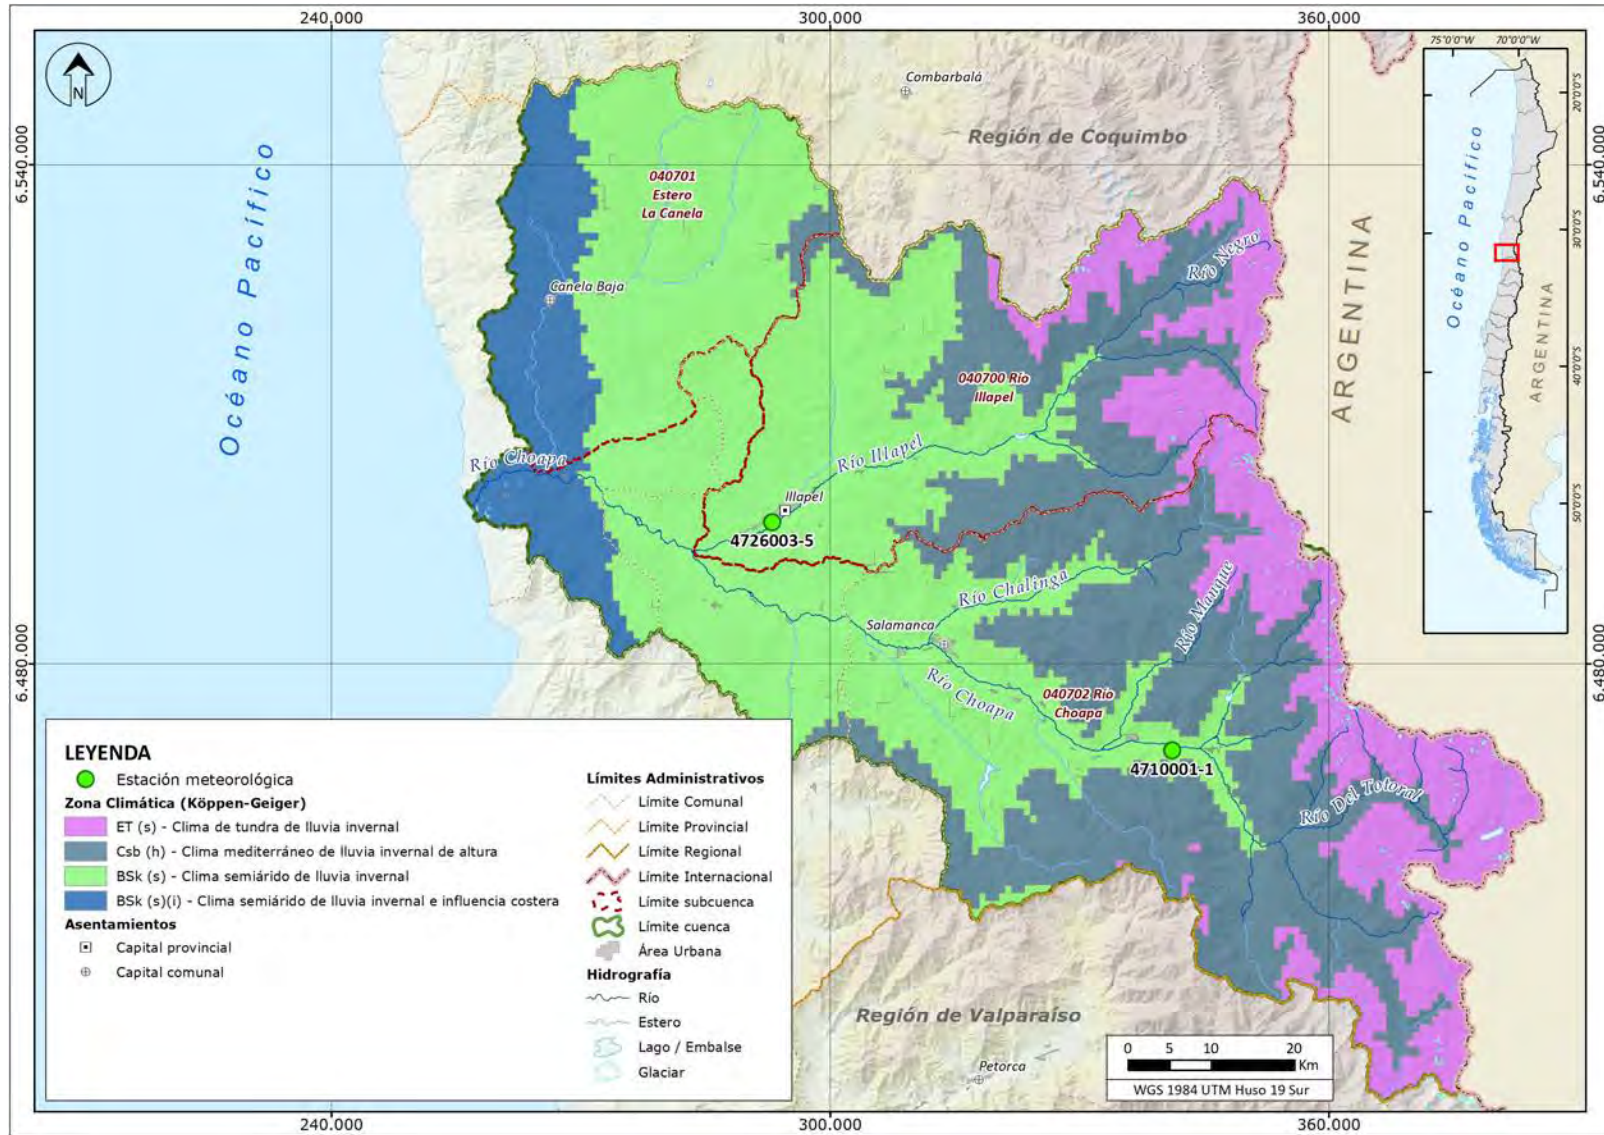 240.000
300.000
360.000
75°0'0"W
70°0'0"W
N
Combarbalá
Región de Coquimbo
20°0'0"S
6.540.000
6.540.000
Océano Pacífico
040701
Estero
La Canela
Océano Pacífico
30°0'0"S
Río Negro
ARGENTINA
Canela Baja
ARGENTINA
040700 Río
Illapel
40°0'0"S
Río Choapa
Río Illapel
Illapel
4726003-5
50°0'0"S
Río Chalinga
Río Manque
Salamanca
6.480.000
6.480.000
Río Choapa
040702 Río
Choapa
4710001-1
Río Del Totoral
LEYENDA
Estación meteorológica
Zona Climática (Köppen-Geiger)
ET (s) - Clima de tundra de lluvia invernal
Csb (h) - Clima mediterráneo de lluvia invernal de altura
BSk (s) - Clima semiárido de lluvia invernal
BSk (s)(i) - Clima semiárido de lluvia invernal e influencia costera
Asentamientos
Capital provincial
Capital comunal
Límites Administrativos
Límite Comunal
Límite Provincial
Límite Regional
Límite Internacional
Límite subcuenca
Límite cuenca
Área Urbana
Hidrografía
Río
Estero
Lago / Embalse
Glaciar
Región de Valparaíso
Petorca
0 5 10 20
Km
WGS 1984 UTM Huso 19 Sur
240.000
300.000
360.000